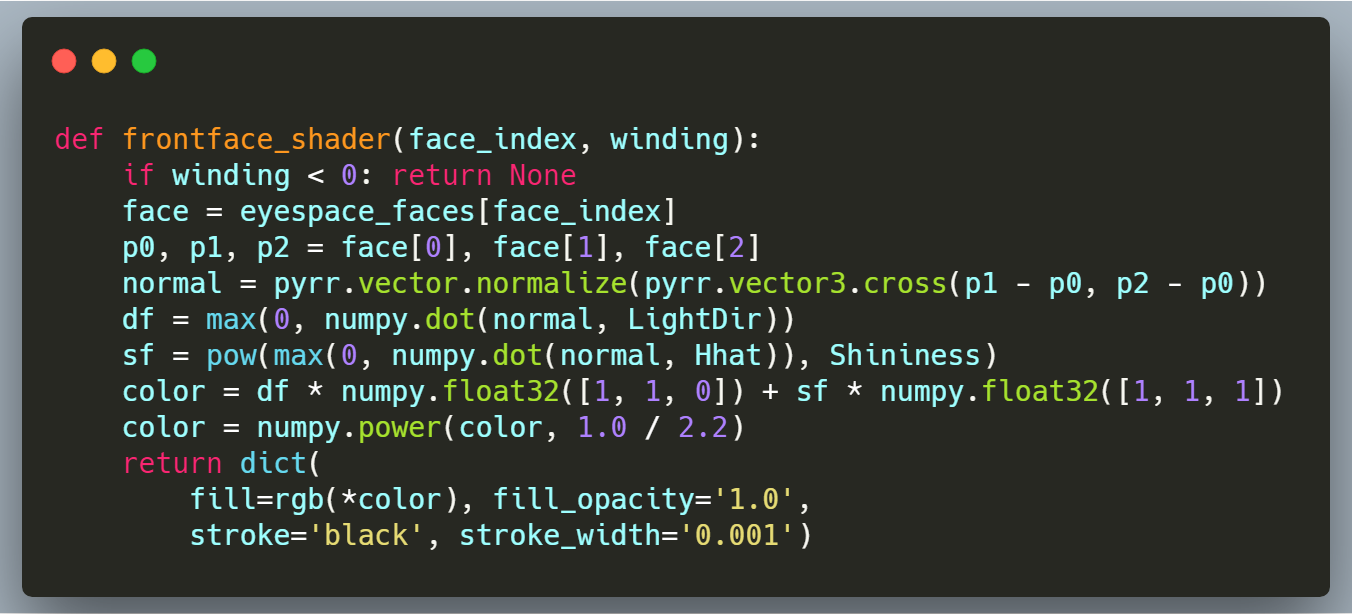 def frontface_shader(face_index, winding):
    if winding < 0: return None
    face = eyespace_faces[face_index]
    p0, p1, p2 = face[0], face[1], face[2]
    normal = pyrr.vector.normalize(pyrr.vector3.cross(p1 - p0, p2 - p0))
    df = max(0, numpy.dot(normal, LightDir))
    sf = pow(max(0, numpy.dot(normal, Hhat)), Shininess)
    color = df * numpy.float32([1, 1, 0]) + sf * numpy.float32([1, 1, 1])
    color = numpy.power(color, 1.0 / 2.2)
    return dict(
        fill=rgb(*color), fill_opacity='1.0',
        stroke='black', stroke_width='0.001')